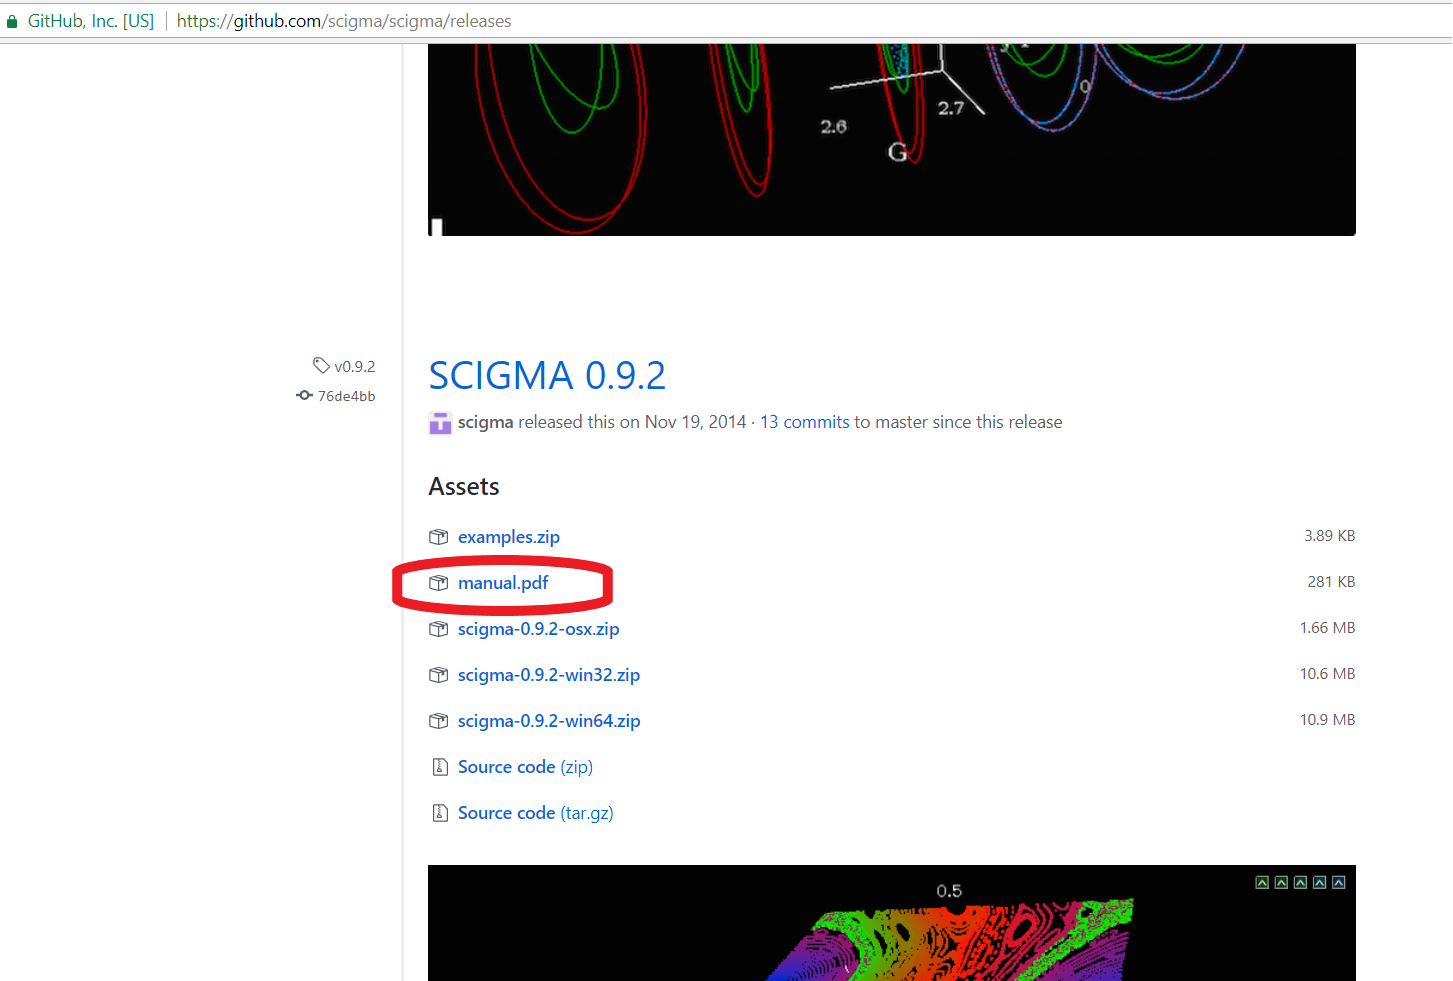 GitHub, Inc. [US] https://github.com/scigma/scigma/releases
0
2.7
2.6
G
v0.9.2
76de4bb
SCIGMA 0.9.2
scigma released this on Nov 19, 2014 · 13 commits to master since this release
Assets
examples.zip 3.89 KB
manual.pdf 281 KB
scigma-0.9.2-osx.zip 1.66 MB
scigma-0.9.2-win32.zip 10.6 MB
scigma-0.9.2-win64.zip 10.9 MB
Source code (zip)
Source code (tar.gz)
0.5